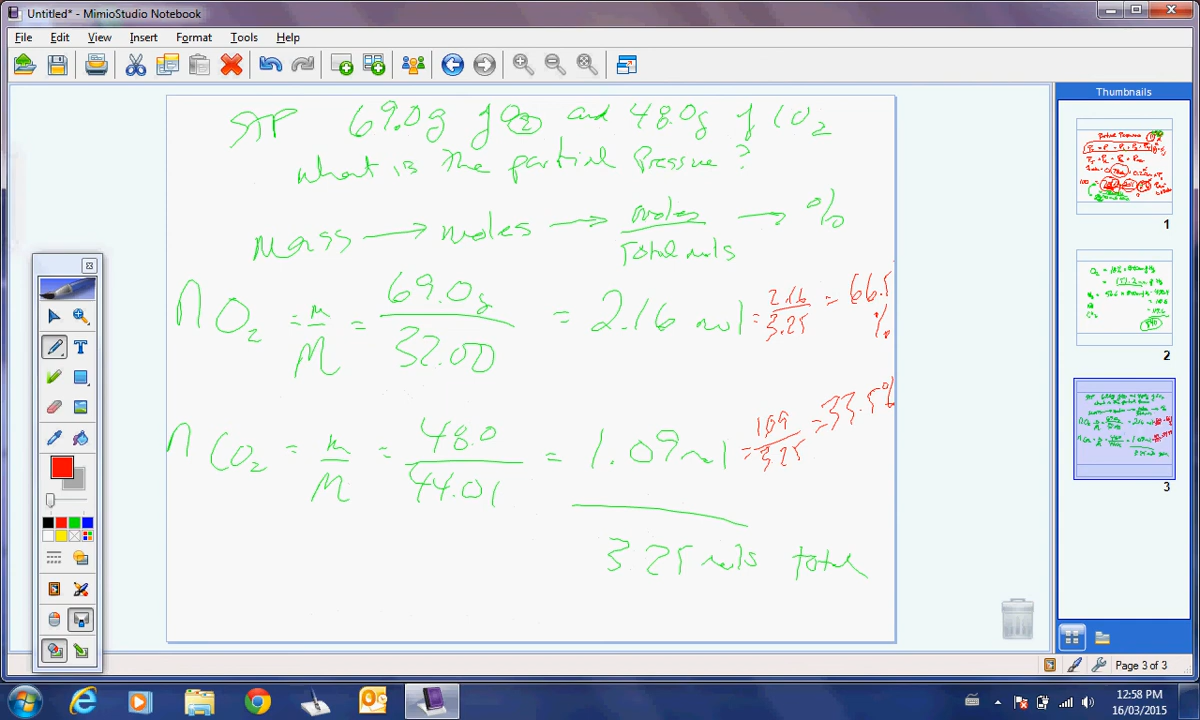 Untitled* - MimioStudio Notebook
File Edit View Insert Format Tools Help
Thumbnails
STP 69.0g of O2 and 48.0g of CO2
what is the partial Pressure?
mass → moles → moles / Total mols → %
n O2 = m / M = 69.0g / 32.00 = 2.16 mol = 2.16 / 3.25 = 66.5 %
n CO2 = m / M = 48.0 / 44.01 = 1.09 mol = 109 / 3.25 = 33.5%
3 25 mols total
1
2
3
Page 3 of 3
12:58 PM
16/03/2015